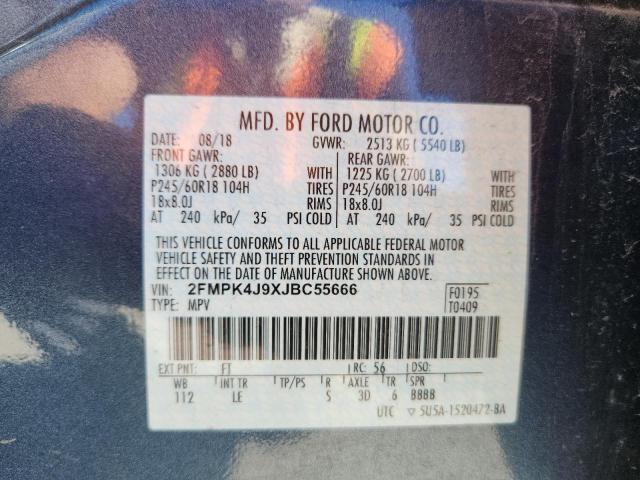 MFD. BY FORD MOTOR CO.
DATE: 08/18 GVWR: 2513 KG ( 5540 LB)
FRONT GAWR: REAR GAWR:
1306 KG ( 2880 LB) WITH 1225 KG ( 2700 LB) WITH
P245/60R18 104H TIRES P245/60R18 104H TIRES
18x8.0J RIMS 18x8.0J RIMS
AT 240 kPa/ 35 PSI COLD AT 240 kPa/ 35 PSI COLD
THIS VEHICLE CONFORMS TO ALL APPLICABLE FEDERAL MOTOR
VEHICLE SAFETY AND THEFT PREVENTION STANDARDS IN
EFFECT ON THE DATE OF MANUFACTURE SHOWN ABOVE.
VIN: 2FMPK4J9XJBC55666 F0195
TYPE: MPV T0409
EXT PNT: FT RC: 56 DSO:
WB INT TR TP/PS R AXLE TR SPR
112 LE S 3D 6 BBBB
UTC ▽ 5U5A-1520472-BA